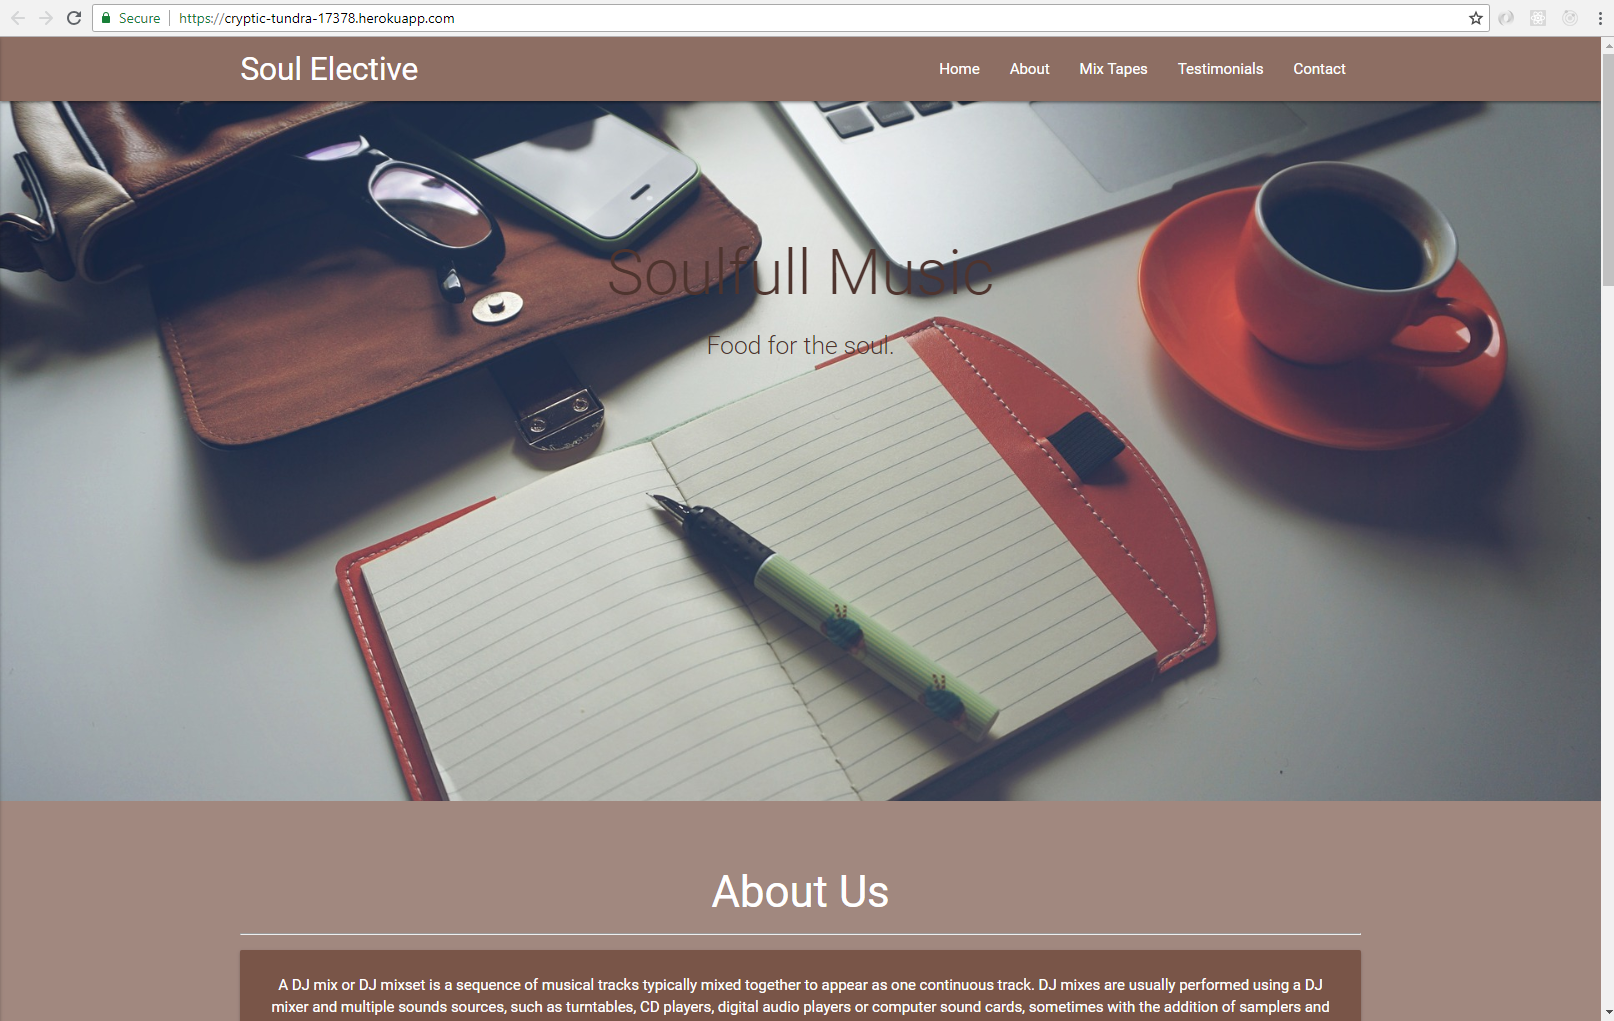 Secure | https://cryptic-tundra-17378.herokuapp.com
Soul Elective
Home About Mix Tapes Testimonials Contact
Soulfull Music
Food for the soul.
About Us
A DJ mix or DJ mixset is a sequence of musical tracks typically mixed together to appear as one continuous track. DJ mixes are usually performed using a DJ
mixer and multiple sounds sources, such as turntables, CD players, digital audio players or computer sound cards, sometimes with the addition of samplers and